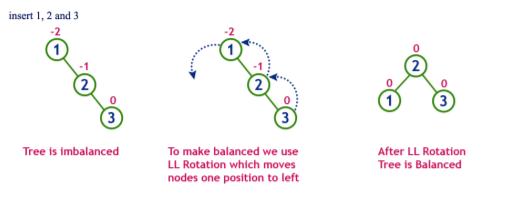 insert 1, 2 and 3
-2
1
-1
2
0
3
Tree is imbalanced
-2
1
-1
2
0
3
To make balanced we use
LL Rotation which moves
nodes one position to left
0
2
0 0
1 3
After LL Rotation
Tree is Balanced